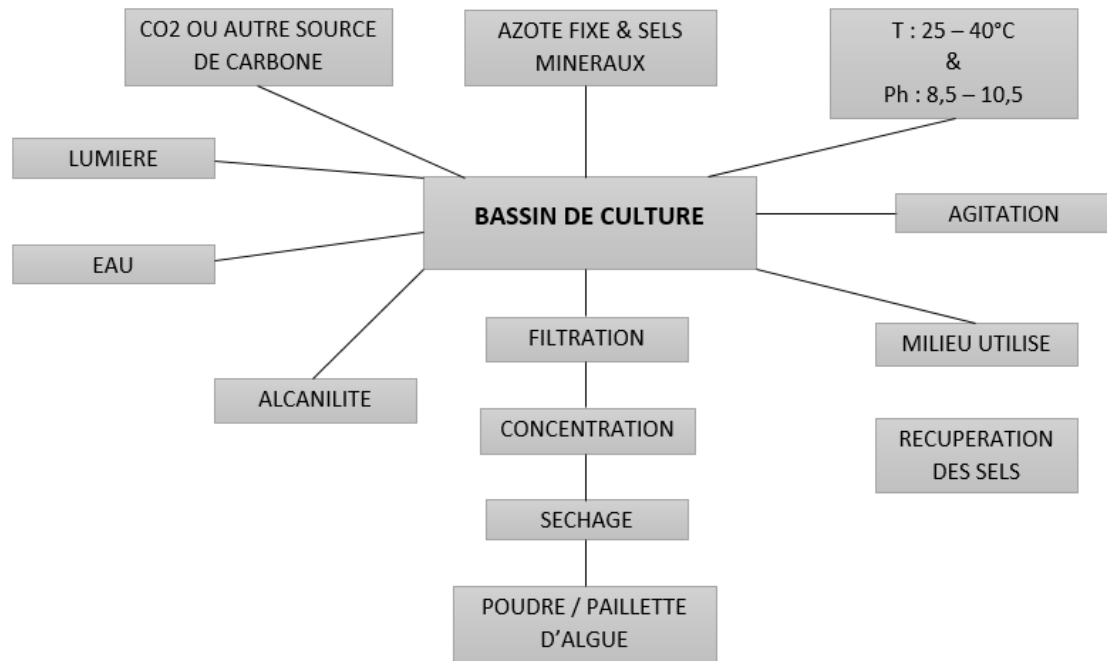 CO2 OU AUTRE SOURCE
DE CARBONE
AZOTE FIXE & SELS
MINERAUX
T : 25 – 40°C
&
Ph : 8,5 – 10,5
LUMIERE
BASSIN DE CULTURE
AGITATION
EAU
FILTRATION
MILIEU UTILISE
ALCANILITE
CONCENTRATION
RECUPERATION
DES SELS
SECHAGE
POUDRE / PAILLETTE
D’ALGUE